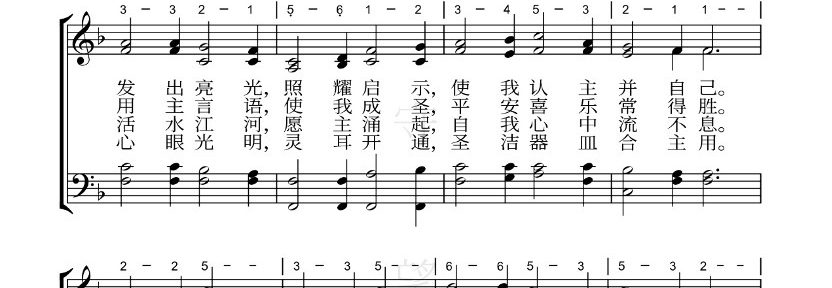 3 – 3 2 – 1 | 5̣ – 6̣ 1 – 2 | 3 – 4 5 – 3 | 2 – 1 1 – – |
发 出亮 光,照 耀启 示,使 我认 主 并 自己。
用 主言 语,使 我成 圣,平 安喜 乐 常 得胜。
活 水江 河,愿 主涌 起,自 我心 中 流 不息。
心 眼光 明,灵 耳开 通,圣 洁器 皿 合 主用。
2 – 2 5 – – | 3 – 3 5 – – | 6 – 6 5 – 3 | 5 – 3 2 – – |